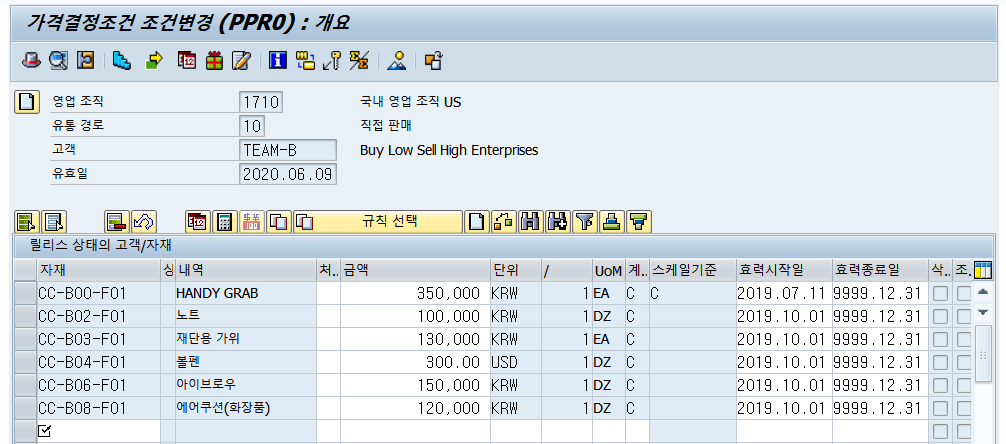 가격결정조건 조건변경 (PPR0) : 개요
영업 조직 1710 국내 영업 조직 US
유통 경로 10 직접 판매
고객 TEAM-B Buy Low Sell High Enterprises
유효일 2020.06.09
규칙 선택
릴리스 상태의 고객/자재
자재 상 내역 처.. 금액 단위 / UoM 계.. 스케일기준 효력시작일 효력종료일 삭.. 조..
CC-B00-F01 HANDY GRAB 350,000 KRW 1 EA C C 2019.07.11 9999.12.31
CC-B02-F01 노트 100,000 KRW 1 DZ C 2019.10.01 9999.12.31
CC-B03-F01 재단용 가위 130,000 KRW 1 EA C 2019.10.01 9999.12.31
CC-B04-F01 볼펜 300.00 USD 1 DZ C 2019.10.01 9999.12.31
CC-B06-F01 아이브로우 150,000 KRW 1 DZ C 2019.10.01 9999.12.31
CC-B08-F01 에어쿠션(화장품) 120,000 KRW 1 DZ C 2019.10.01 9999.12.31